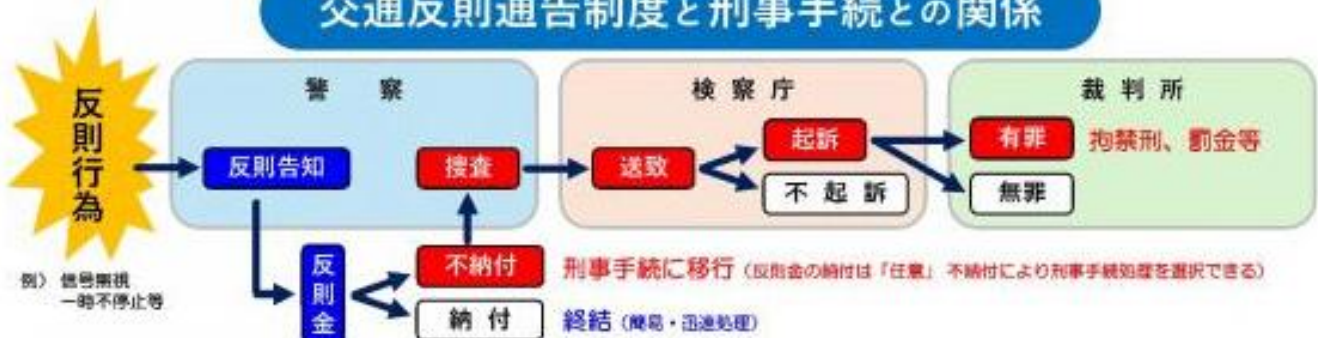 交通反則通告制度と刑事手続との関係
反則行為
例） 信号無視
一時不停止等
警察
反則告知
捜査
反則金
不納付
刑事手続に移行（反則金の納付は「任意」 不納付により刑事手続処理を選択できる）
納付
終結（簡易・迅速処理）
検察庁
送致
起訴
不起訴
裁判所
有罪
拘禁刑、罰金等
無罪